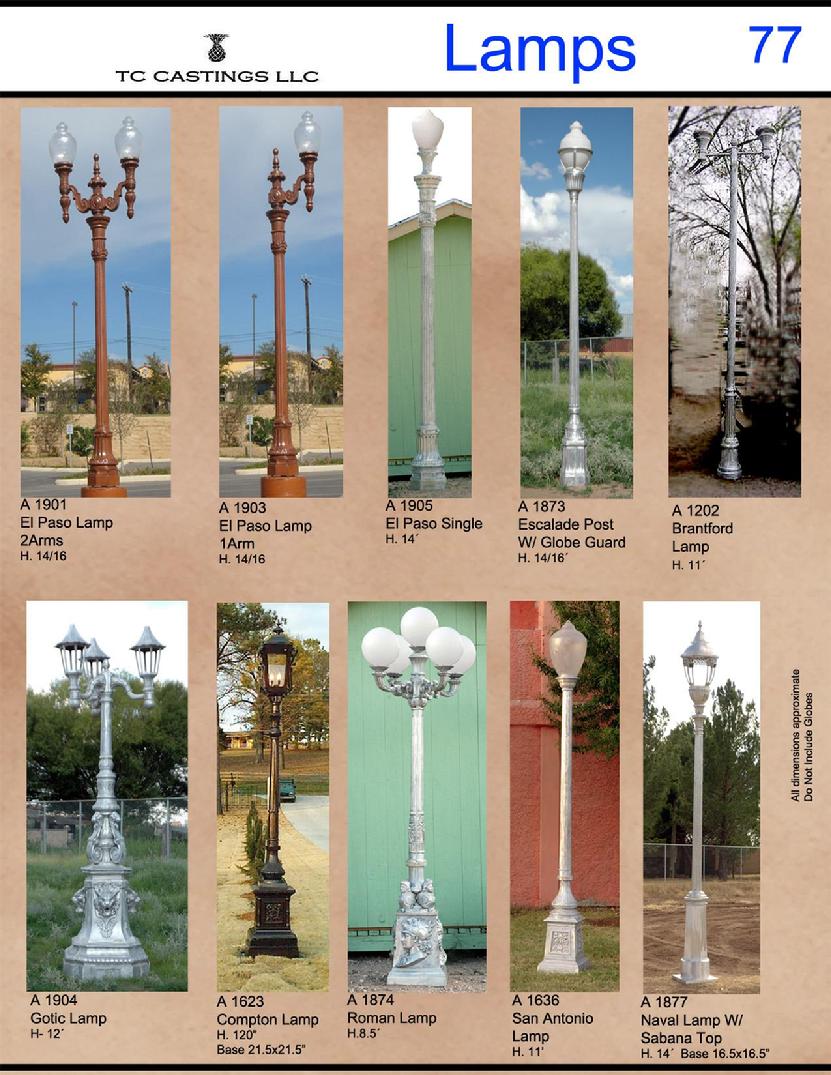 TC CASTINGS LLC
Lamps
77
A 1901
El Paso Lamp
2Arms
H. 14/16
A 1903
El Paso Lamp
1Arm
H. 14/16
A 1905
El Paso Single
H. 14´
A 1873
Escalade Post
W/ Globe Guard
H. 14/16´
A 1202
Brantford
Lamp
H. 11´
A 1904
Gotic Lamp
H- 12´
A 1623
Compton Lamp
H. 120"
Base 21.5x21.5"
A 1874
Roman Lamp
H.8.5´
A 1636
San Antonio
Lamp
H. 11'
A 1877
Naval Lamp W/
Sabana Top
H. 14´ Base 16.5x16.5"
All dimensions approximate
Do Not Include Globes